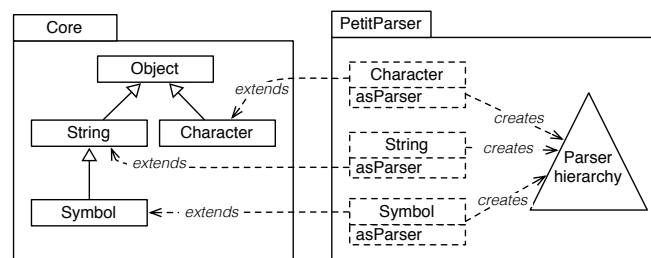 Core
PetitParser
Object
Character
asParser
extends
creates
String
Character
String
asParser
extends
creates
Parser
hierarchy
Symbol
extends
Symbol
asParser
creates